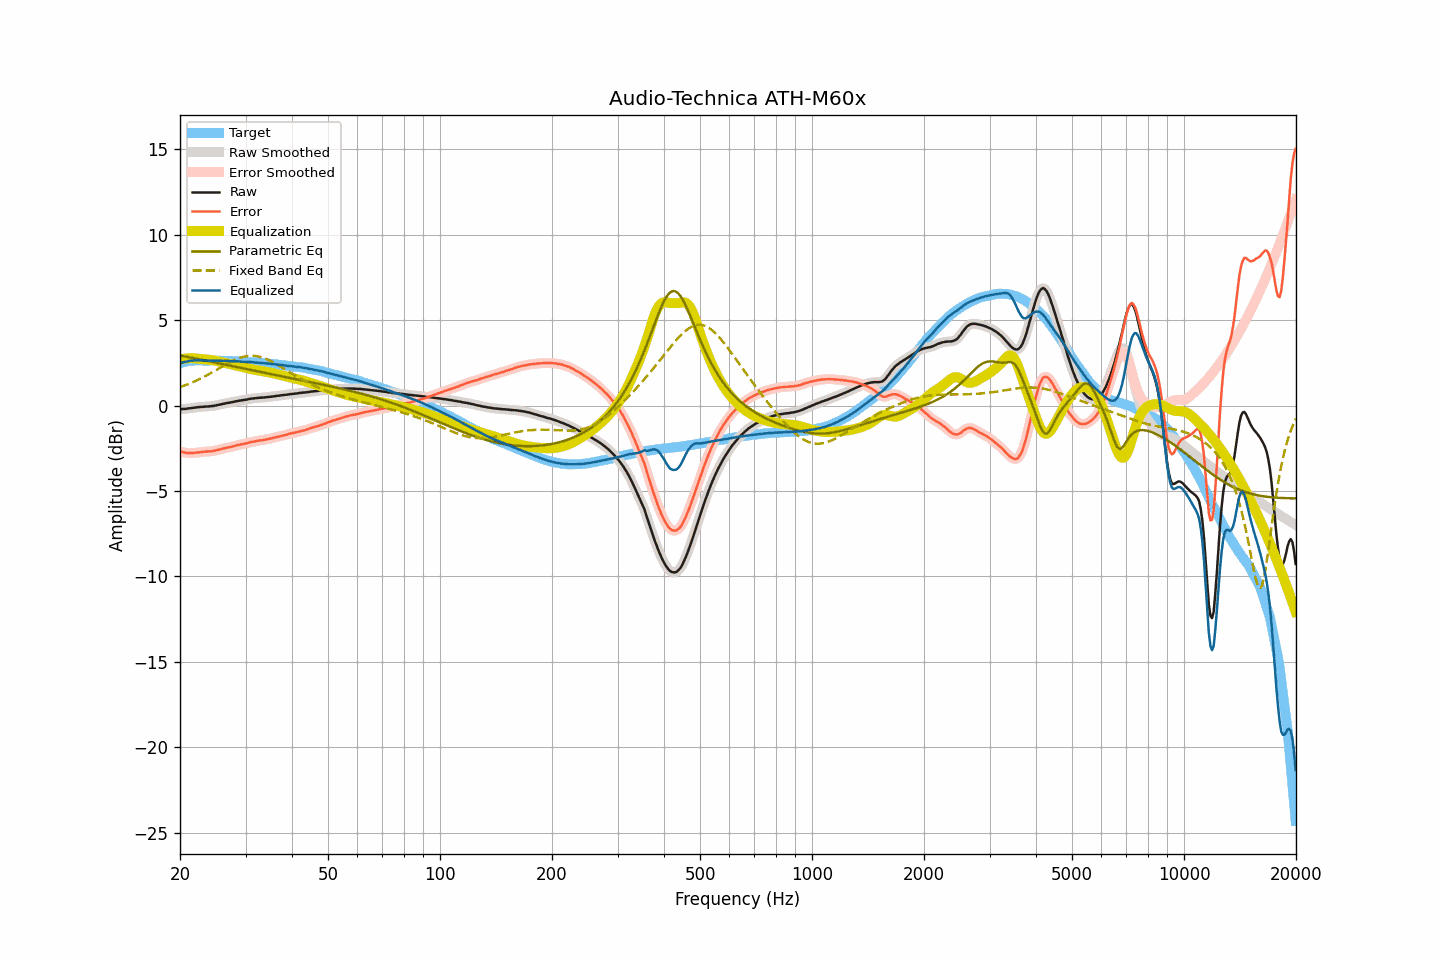 Audio-Technica ATH-M60x
Target
Raw Smoothed
Error Smoothed
Raw
Error
Equalization
Parametric Eq
Fixed Band Eq
Equalized
15
10
5
0
−5
−10
−15
−20
−25
Amplitude (dBr)
20 50 100 200 500 1000 2000 5000 10000 20000
Frequency (Hz)